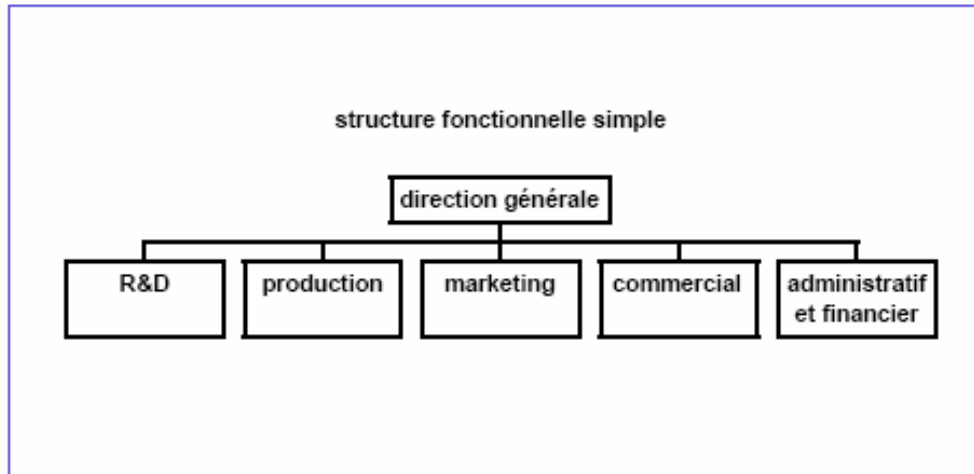 structure fonctionnelle simple
direction générale
R&D
production
marketing
commercial
administratif
et financier